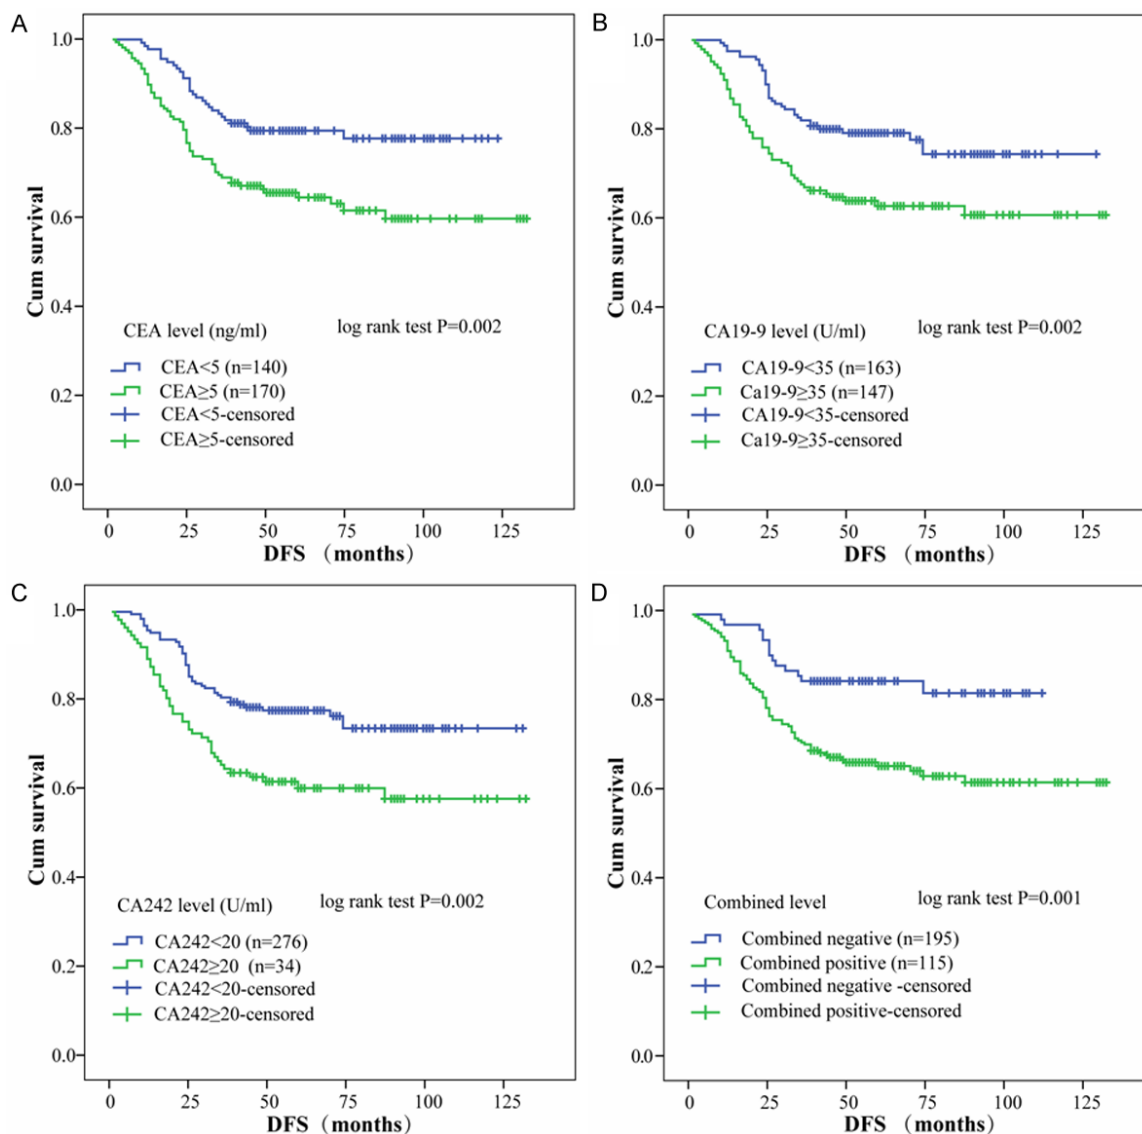 A
1.0
0.8
0.6
0.4
0.2
0.0
Cum survival
CEA level (ng/ml)
log rank test P=0.002
CEA<5 (n=140)
CEA≥5 (n=170)
CEA<5-censored
CEA≥5-censored
0 25 50 75 100 125
DFS （months）
B
1.0
0.8
0.6
0.4
0.2
0.0
Cum survival
CA19-9 level (U/ml)
log rank test P=0.002
CA19-9<35 (n=163)
Ca19-9≥35 (n=147)
CA19-9<35-censored
Ca19-9≥35-censored
0 25 50 75 100 125
DFS （months）
C
1.0
0.8
0.6
0.4
0.2
0.0
Cum survival
CA242 level (U/ml)
log rank test P=0.002
CA242<20 (n=276)
CA242≥20 (n=34)
CA242<20-censored
CA242≥20-censored
0 25 50 75 100 125
DFS （months）
D
1.0
0.8
0.6
0.4
0.2
0.0
Cum survival
Combined level
log rank test P=0.001
Combined negative (n=195)
Combined positive (n=115)
Combined negative -censored
Combined positive-censored
0 25 50 75 100 125
DFS （months）